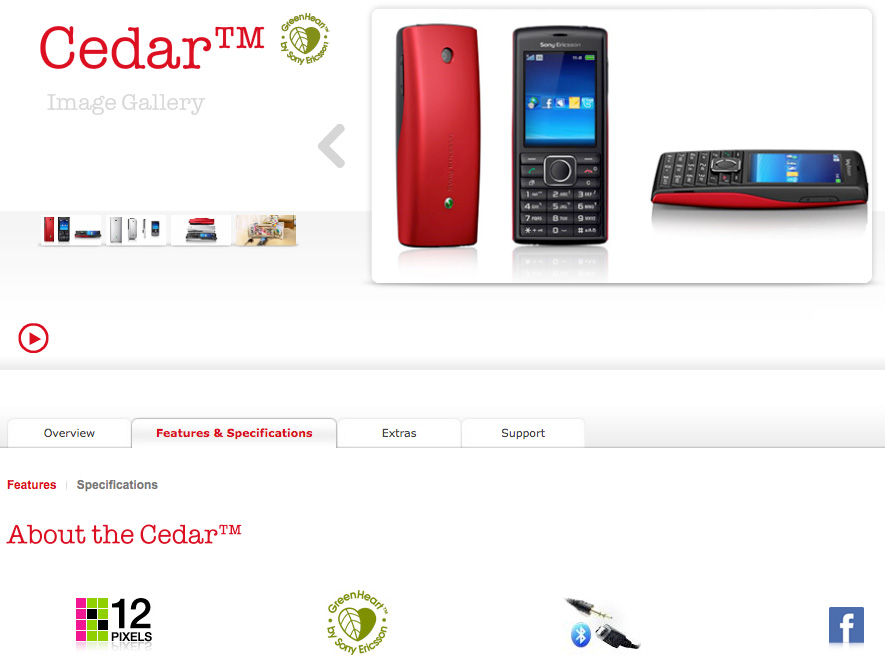 Cedar™
GreenHeart™
by Sony Ericsson
Image Gallery
Sony Ericsson
Overview
Features & Specifications
Extras
Support
Features
Specifications
About the Cedar™
12
PIXELS
GreenHeart™
by Sony Ericsson
f